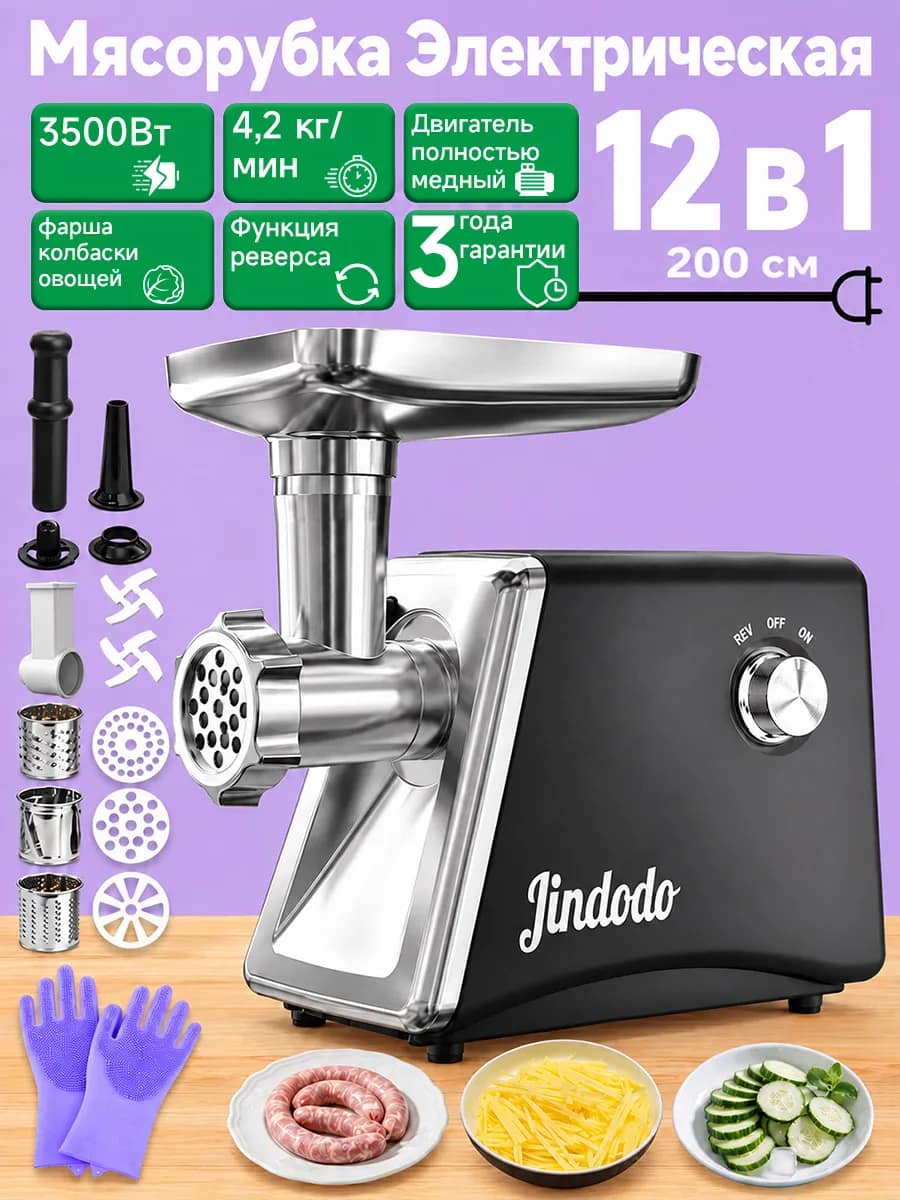 Мясорубка Электрическая
3500Вт
4,2 кг/
мин
Двигатель
полностью
медный
12 в 1
200 см
фарша
колбаски
овощей
Функция
реверса
3 года
гарантии
REV OFF ON
Jindodo